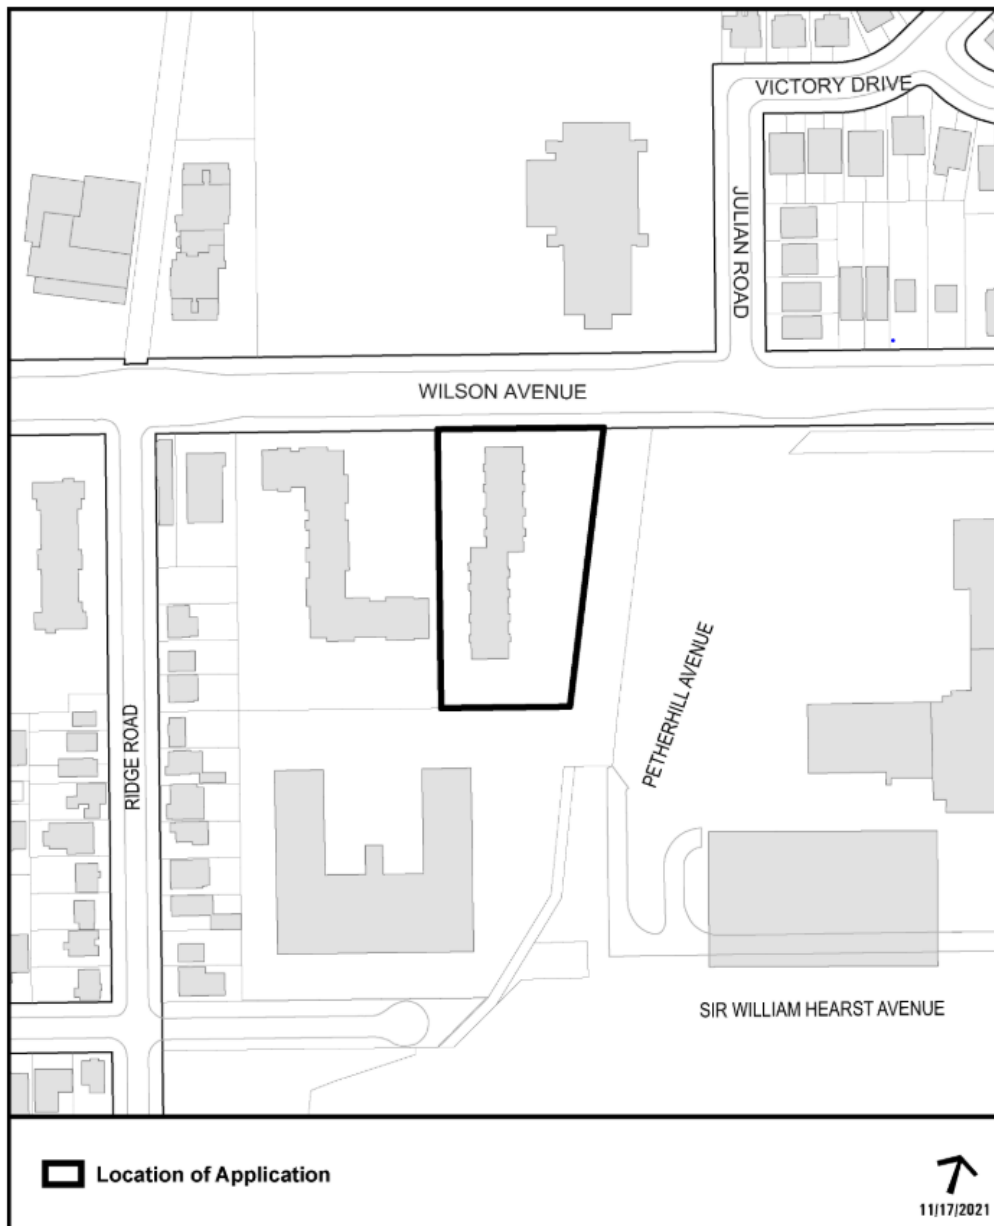 VICTORY DRIVE
JULIAN ROAD
WILSON AVENUE
PETHERHILL AVENUE
RIDGE ROAD
SIR WILLIAM HEARST AVENUE
Location of Application
11/17/2021